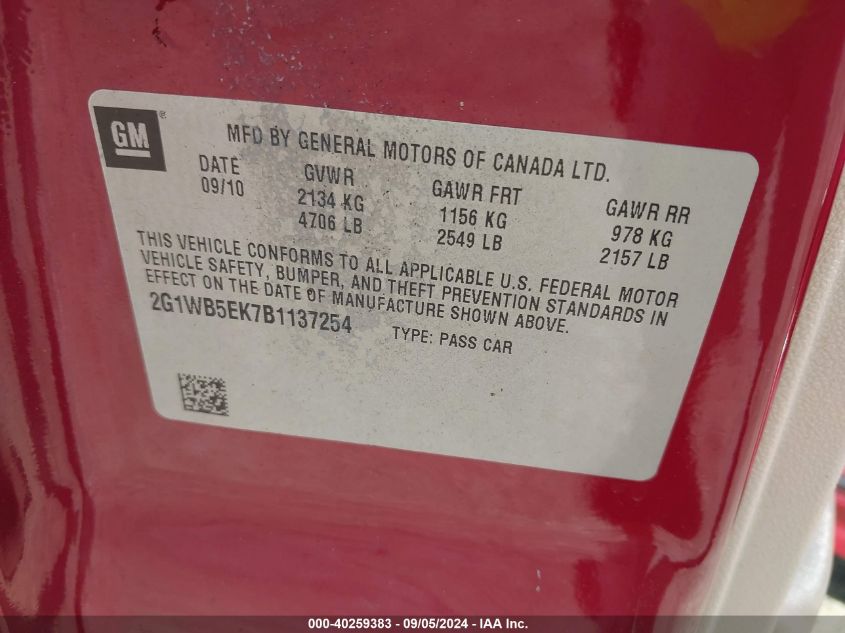 GM®
MFD BY GENERAL MOTORS OF CANADA LTD.
DATE GVWR GAWR FRT GAWR RR
09/10 2134 KG 1156 KG 978 KG
4706 LB 2549 LB 2157 LB
THIS VEHICLE CONFORMS TO ALL APPLICABLE U.S. FEDERAL MOTOR
VEHICLE SAFETY, BUMPER, AND THEFT PREVENTION STANDARDS IN
EFFECT ON THE DATE OF MANUFACTURE SHOWN ABOVE.
2G1WB5EK7B1137254 TYPE: PASS CAR
000-40259383 - 09/05/2024 - IAA Inc.